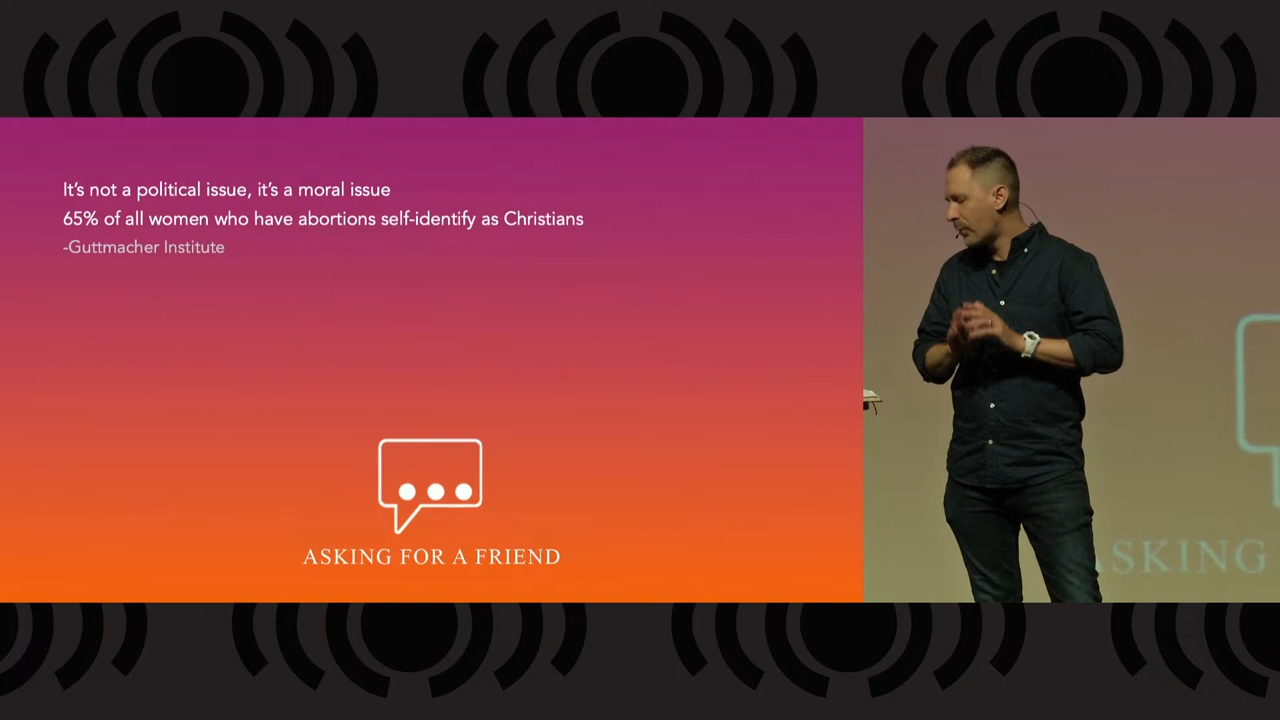 It's not a political issue, it's a moral issue
65% of all women who have abortions self-identify as Christians
-Guttmacher Institute
ASKING FOR A FRIEND
ASKING